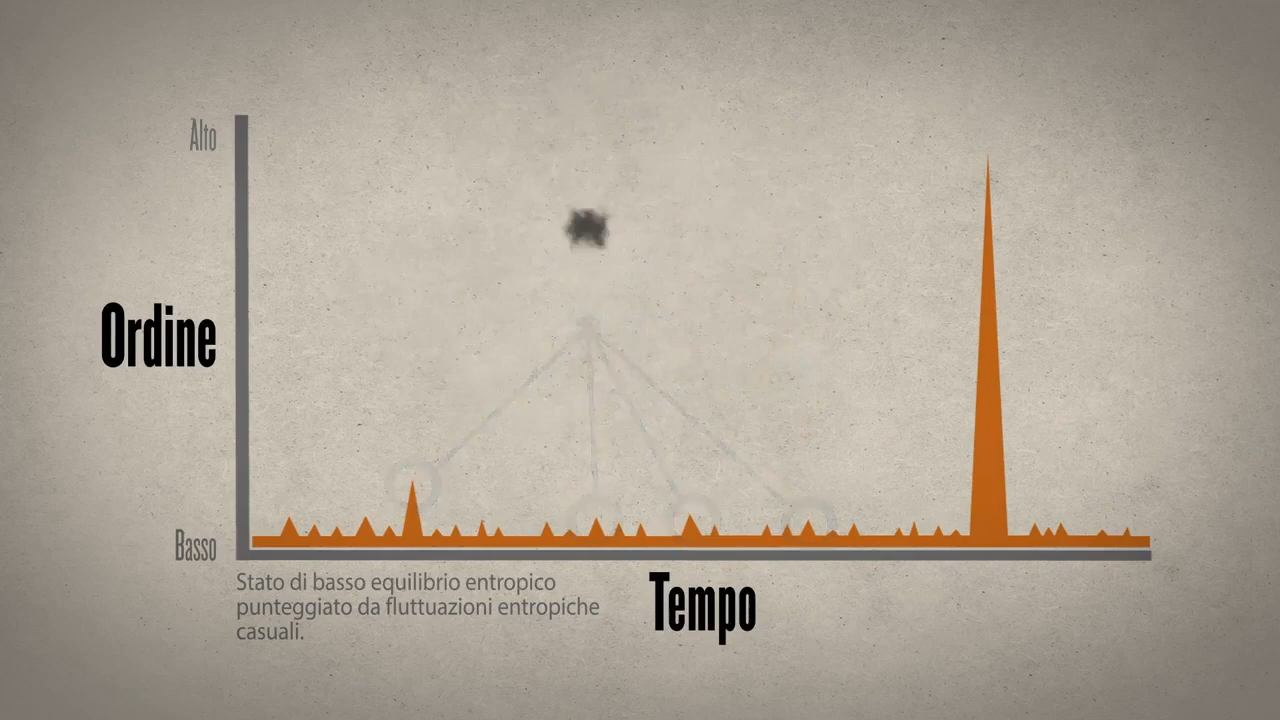 Alto
Ordine
Basso
Stato di basso equilibrio entropico
punteggiato da fluttuazioni entropiche
casuali.
Tempo